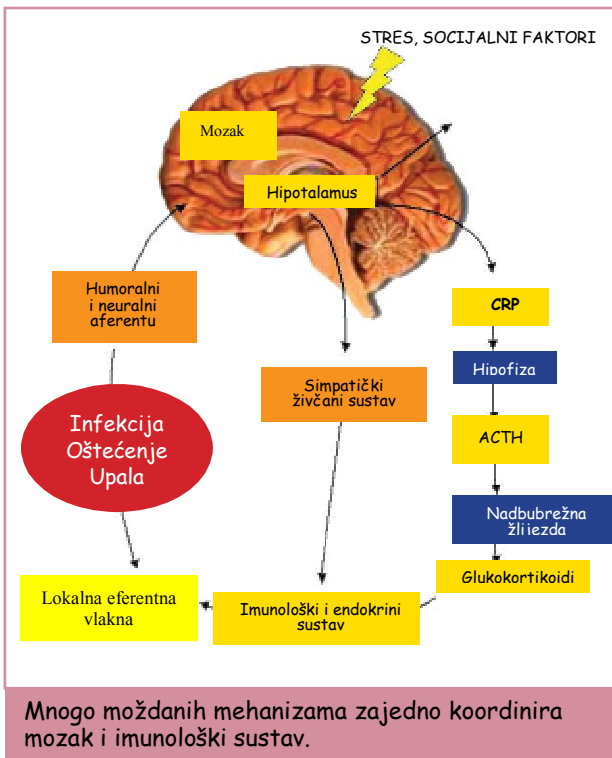 STRES, SOCIJALNI FAKTORI
Mozak
Hipotalamus
Humoralni
i neuralni
aferentu
CRP
Hipofiza
Simpatički
živčani sustav
Infekcija
Oštećenje
Upala
ACTH
Nadbubrežna
žlijezda
Glukokortikoidi
Lokalna eferentna
vlakna
Imunološki i endokrini
sustav
Mnogo moždanih mehanizama zajedno koordinira
mozak i imunološki sustav.